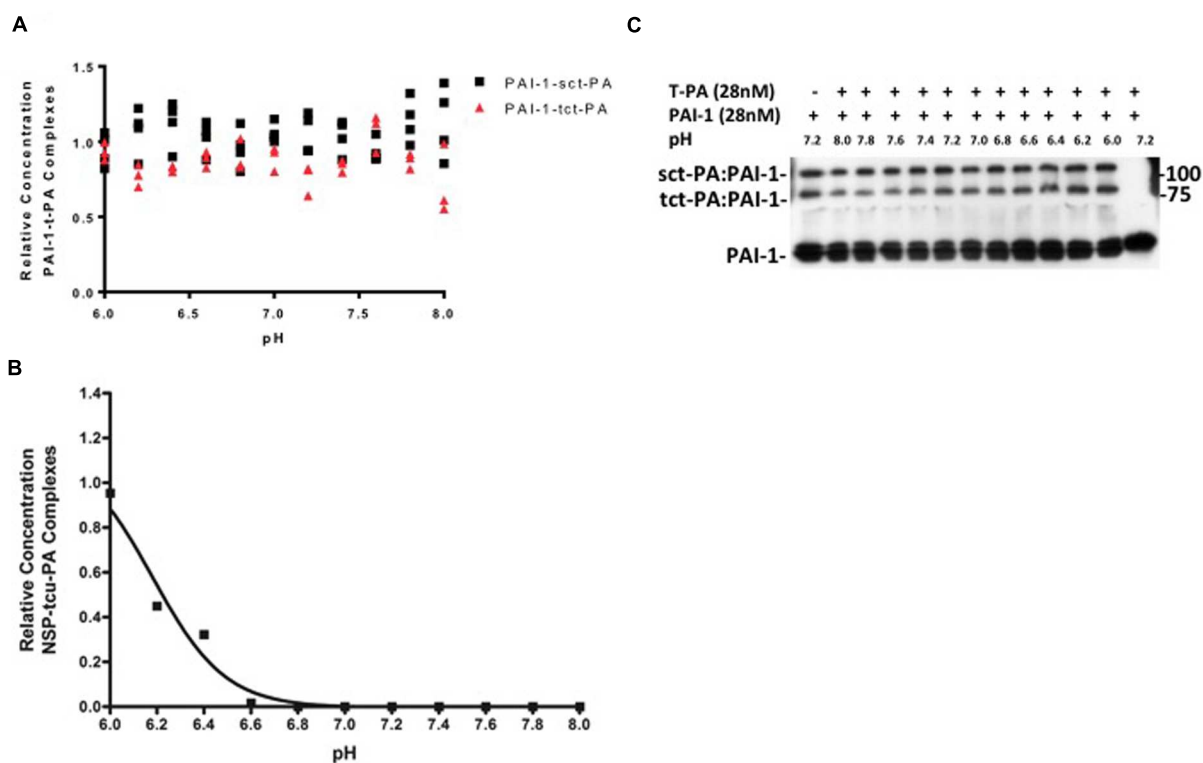 A
1.5
1.0
0.5
0.0
6.0 6.5 7.0 7.5 8.0
Relative Concentration
PAI-1-t-PA Complexes
pH
PAI-1-sct-PA
PAI-1-tct-PA
C
T-PA (28nM) - + + + + + + + + + + + +
PAI-1 (28nM) + + + + + + + + + + + + +
pH 7.2 8.0 7.8 7.6 7.4 7.2 7.0 6.8 6.6 6.4 6.2 6.0 7.2
sct-PA:PAI-1- -100
tct-PA:PAI-1- -75
PAI-1-
B
1.4
1.2
1.0
0.8
0.6
0.4
0.2
0.0
6.0 6.2 6.4 6.6 6.8 7.0 7.2 7.4 7.6 7.8 8.0
Relative Concentration
NSP-tcu-PA Complexes
pH